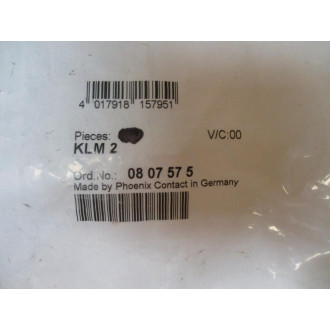 4 017918 157951
Pieces: V/C:00
KLM 2
Ord.No.: 08 07 57 5
Made by Phoenix Contact in Germany